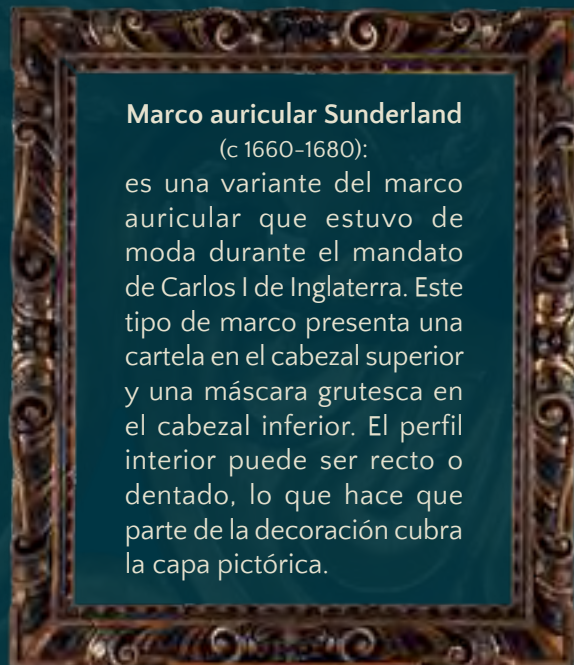 Marco auricular Sunderland
(c 1660-1680):
es una variante del marco
auricular que estuvo de
moda durante el mandato
de Carlos I de Inglaterra. Este
tipo de marco presenta una
cartela en el cabezal superior
y una máscara grutesca en
el cabezal inferior. El perfil
interior puede ser recto o
dentado, lo que hace que
parte de la decoración cubra
la capa pictórica.